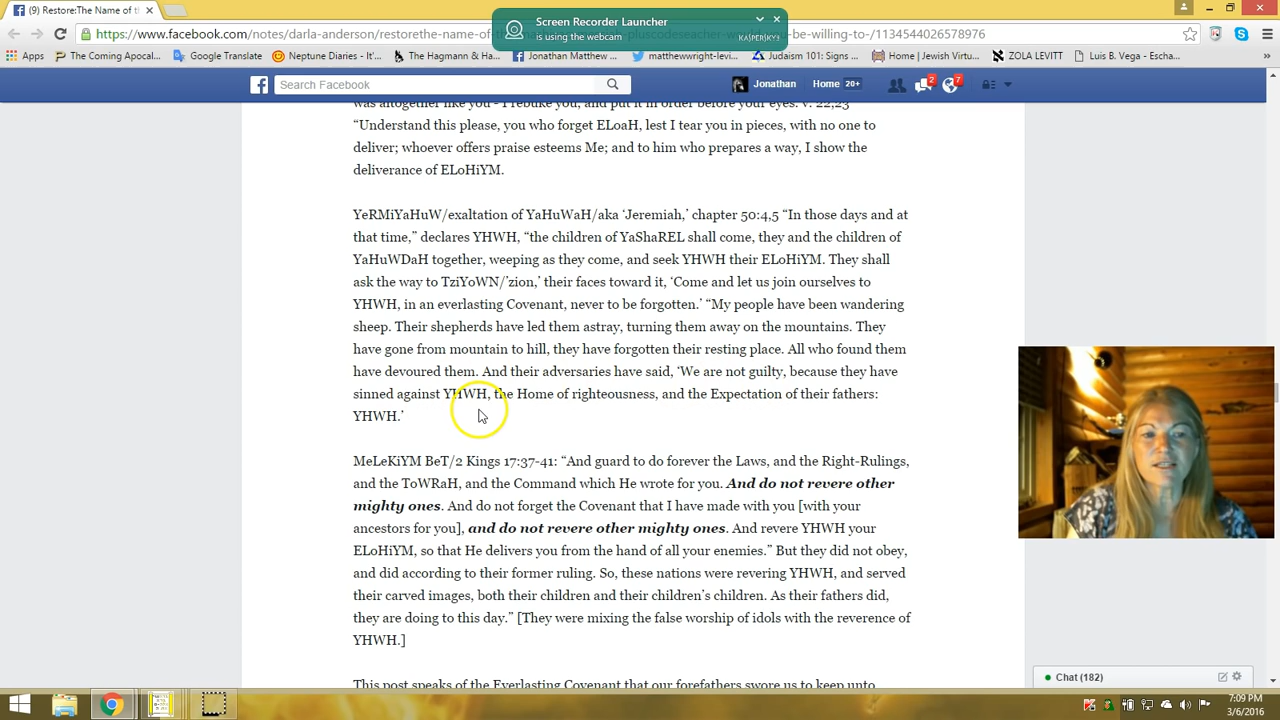 (9) Restore:The Name of th
Screen Recorder Launcher
is using the webcam
KASPERSKY
https://www.facebook.com/notes/darla-anderson/restorethe-name-of-the
be-willing-to-/1134544026578976
Apps
The Coming Apocal...
Google Translate
Neptune Diaries - It'...
The Hagmann & Ha...
Jonathan Matthew ...
matthewwright-levi...
Judaism 101: Signs ...
Home | Jewish Virtu...
ZOLA LEVITT
Luis B. Vega - Escha...
Other bookmarks
Search Facebook
Jonathan
Home 20+
2
7
was altogether like you - I rebuke you, and put it in order before your eyes. v. 22,23
“Understand this please, you who forget ELoaH, lest I tear you in pieces, with no one to
deliver; whoever offers praise esteems Me; and to him who prepares a way, I show the
deliverance of ELoHiYM.
YeRMiYaHuW/exaltation of YaHuWaH/aka ‘Jeremiah,’ chapter 50:4,5 “In those days and at
that time,” declares YHWH, “the children of YaShaREL shall come, they and the children of
YaHuWDaH together, weeping as they come, and seek YHWH their ELoHiYM. They shall
ask the way to TziYoWN/’zion,’ their faces toward it, ‘Come and let us join ourselves to
YHWH, in an everlasting Covenant, never to be forgotten.’ “My people have been wandering
sheep. Their shepherds have led them astray, turning them away on the mountains. They
have gone from mountain to hill, they have forgotten their resting place. All who found them
have devoured them. And their adversaries have said, ‘We are not guilty, because they have
sinned against YHWH, the Home of righteousness, and the Expectation of their fathers:
YHWH.’
MeLeKiYM BeT/2 Kings 17:37-41: “And guard to do forever the Laws, and the Right-Rulings,
and the ToWRaH, and the Command which He wrote for you. And do not revere other
mighty ones. And do not forget the Covenant that I have made with you [with your
ancestors for you], and do not revere other mighty ones. And revere YHWH your
ELoHiYM, so that He delivers you from the hand of all your enemies.” But they did not obey,
and did according to their former ruling. So, these nations were revering YHWH, and served
their carved images, both their children and their children’s children. As their fathers did,
they are doing to this day.” [They were mixing the false worship of idols with the reverence of
YHWH.]
This post speaks of the Everlasting Covenant that our forefathers swore us to keep unto
Chat (182)
7:09 PM
3/6/2016